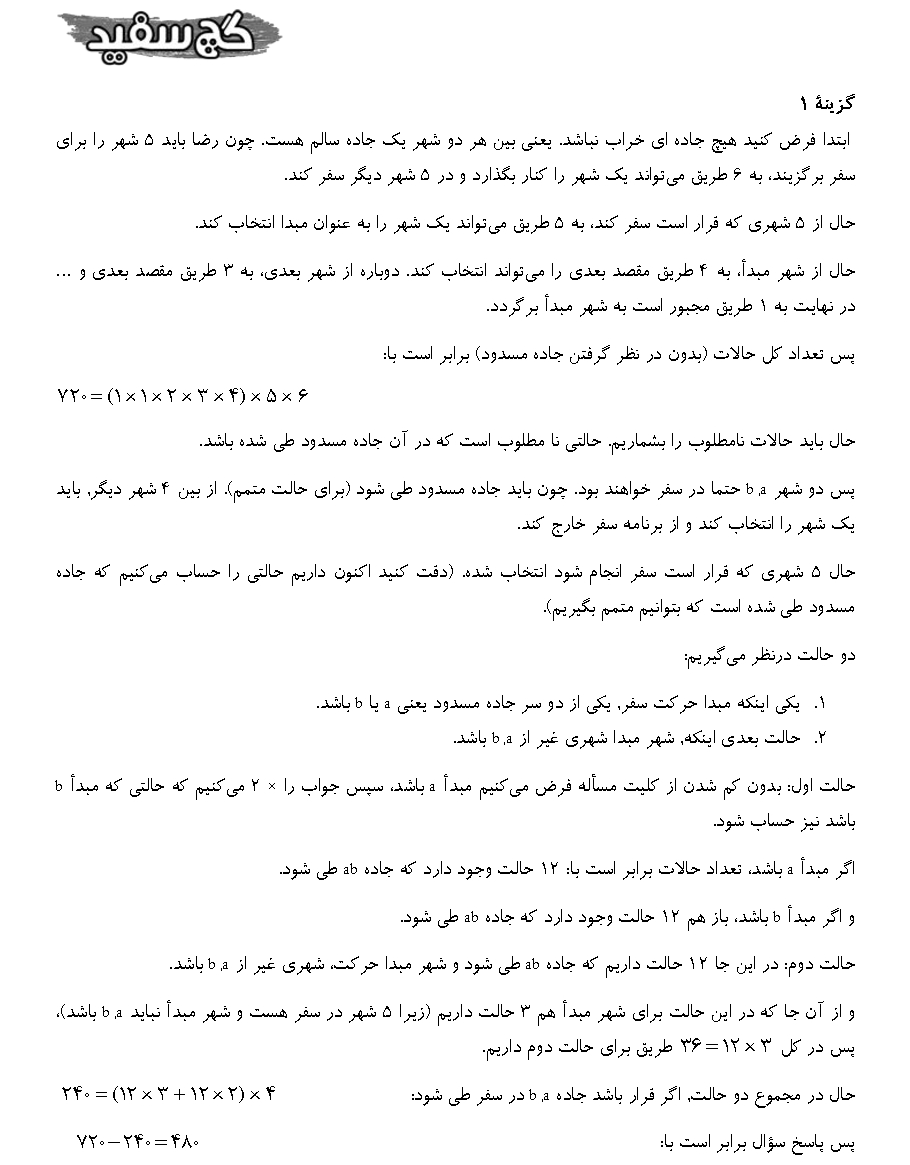 گچ سفید
گزینهٔ ۱
ابتدا فرض کنید هیچ جاده ای خراب نباشد. یعنی بین هر دو شهر یک جاده سالم هست. چون رضا باید ۵ شهر را برای
سفر برگزیند، به ۶ طریق می‌تواند یک شهر را کنار بگذارد و در ۵ شهر دیگر سفر کند.
حال از ۵ شهری که قرار است سفر کند، به ۵ طریق می‌تواند یک شهر را به عنوان مبدا انتخاب کند.
حال از شهر مبدأ، به ۴ طریق مقصد بعدی را می‌تواند انتخاب کند. دوباره از شهر بعدی، به ۳ طریق مقصد بعدی و ...
در نهایت به ۱ طریق مجبور است به شهر مبدأ برگردد.
پس تعداد کل حالات (بدون در نظر گرفتن جاده مسدود) برابر است با:
۷۲۰ = (۱ × ۱ × ۲ × ۳ × ۴) × ۵ × ۶
حال باید حالات نامطلوب را بشماریم. حالتی نا مطلوب است که در آن جاده مسدود طی شده باشد.
پس دو شهر a, b حتما در سفر خواهند بود. چون باید جاده مسدود طی شود (برای حالت متمم). از بین ۴ شهر دیگر, باید
یک شهر را انتخاب کند و از برنامه سفر خارج کند.
حال ۵ شهری که قرار است سفر انجام شود انتخاب شده. (دقت کنید اکنون داریم حالتی را حساب می‌کنیم که جاده
مسدود طی شده است که بتوانیم متمم بگیریم).
دو حالت درنظر می‌گیریم:
۱. یکی اینکه مبدا حرکت سفر, یکی از دو سر جاده مسدود یعنی a یا b باشد.
۲. حالت بعدی اینکه, شهر مبدا شهری غیر از a, b باشد.
حالت اول: بدون کم شدن از کلیت مسأله فرض می‌کنیم مبدأ a باشد، سپس جواب را × ۲ می‌کنیم که حالتی که مبدأ b
باشد نیز حساب شود.
اگر مبدأ a باشد، تعداد حالات برابر است با: ۱۲ حالت وجود دارد که جاده ab طی شود.
و اگر مبدأ b باشد، باز هم ۱۲ حالت وجود دارد که جاده ab طی شود.
حالت دوم: در این جا ۱۲ حالت داریم که جاده ab طی شود و شهر مبدا حرکت، شهری غیر از a, b باشد.
و از آن جا که در این حالت برای شهر مبدأ هم ۳ حالت داریم (زیرا ۵ شهر در سفر هست و شهر مبدأ نباید a, b باشد)،
پس در کل ۳۶ = ۱۲ × ۳ طریق برای حالت دوم داریم.
حال در مجموع دو حالت, اگر قرار باشد جاده a, b در سفر طی شود: ۲۴۰ = (۱۲ × ۳ + ۱۲ × ۲) × ۴
پس پاسخ سؤال برابر است با: ۷۲۰ − ۲۴۰ = ۴۸۰